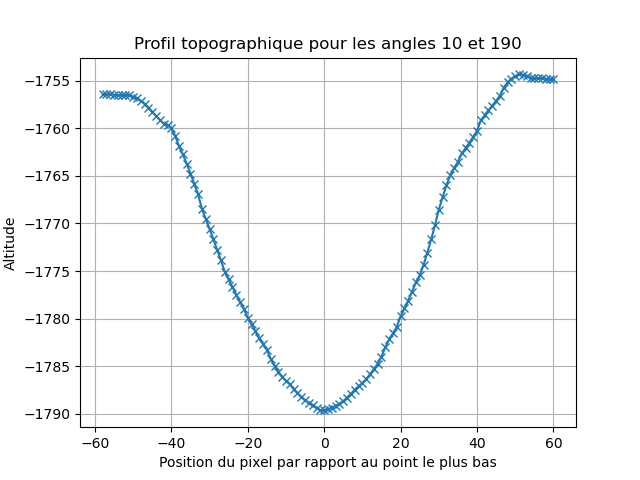 Profil topographique pour les angles 10 et 190
Altitude
−1755
−1760
−1765
−1770
−1775
−1780
−1785
−1790
−60 −40 −20 0 20 40 60
Position du pixel par rapport au point le plus bas